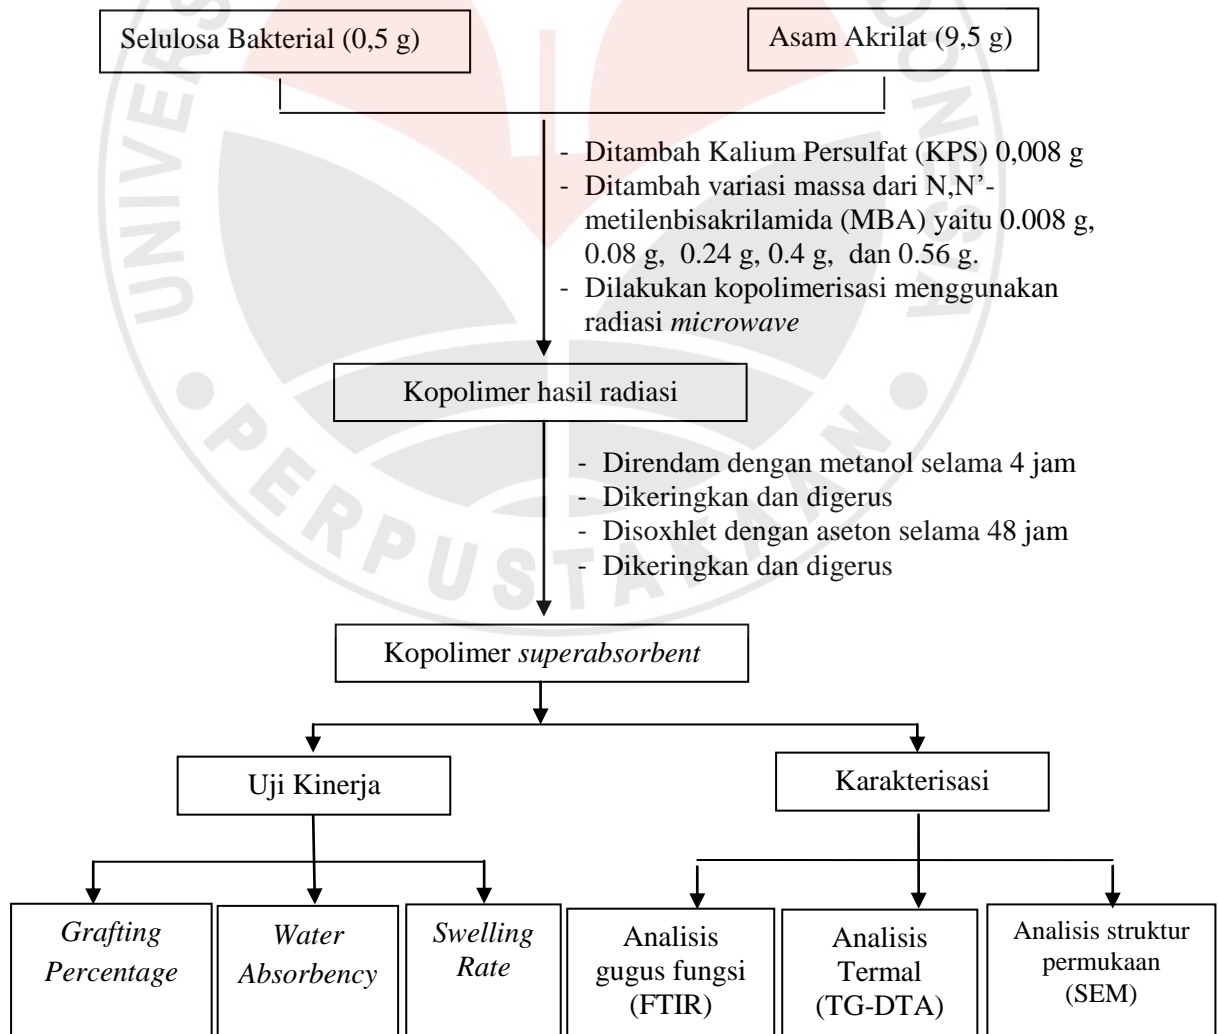 Selulosa Bakterial (0,5 g)
Asam Akrilat (9,5 g)
- Ditambah Kalium Persulfat (KPS) 0,008 g
- Ditambah variasi massa dari N,N’-
metilenbisakrilamida (MBA) yaitu 0.008 g,
0.08 g, 0.24 g, 0.4 g, dan 0.56 g.
- Dilakukan kopolimerisasi menggunakan
radiasi microwave
Kopolimer hasil radiasi
- Direndam dengan metanol selama 4 jam
- Dikeringkan dan digerus
- Disoxhlet dengan aseton selama 48 jam
- Dikeringkan dan digerus
Kopolimer superabsorbent
Uji Kinerja
Karakterisasi
Grafting
Percentage
Water
Absorbency
Swelling
Rate
Analisis
gugus fungsi
(FTIR)
Analisis
Termal
(TG-DTA)
Analisis struktur
permukaan
(SEM)
PERPUSTAKAAN